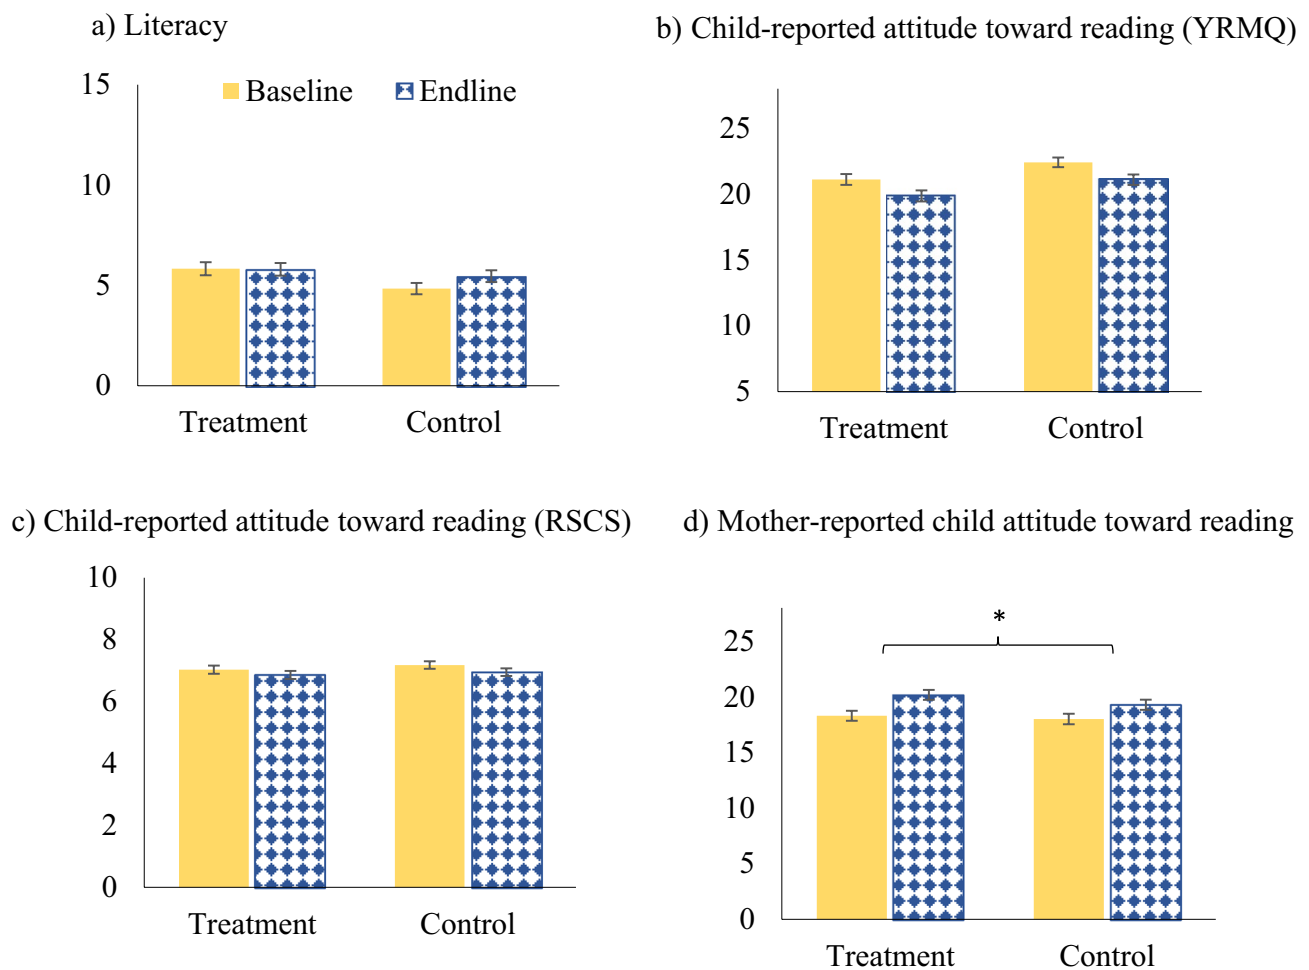 a) Literacy
b) Child-reported attitude toward reading (YRMQ)
15
Baseline
Endline
10
5
0
Treatment
Control
25
20
15
10
5
Treatment
Control
c) Child-reported attitude toward reading (RSCS)
d) Mother-reported child attitude toward reading
10
8
6
4
2
0
Treatment
Control
*
25
20
15
10
5
0
Treatment
Control